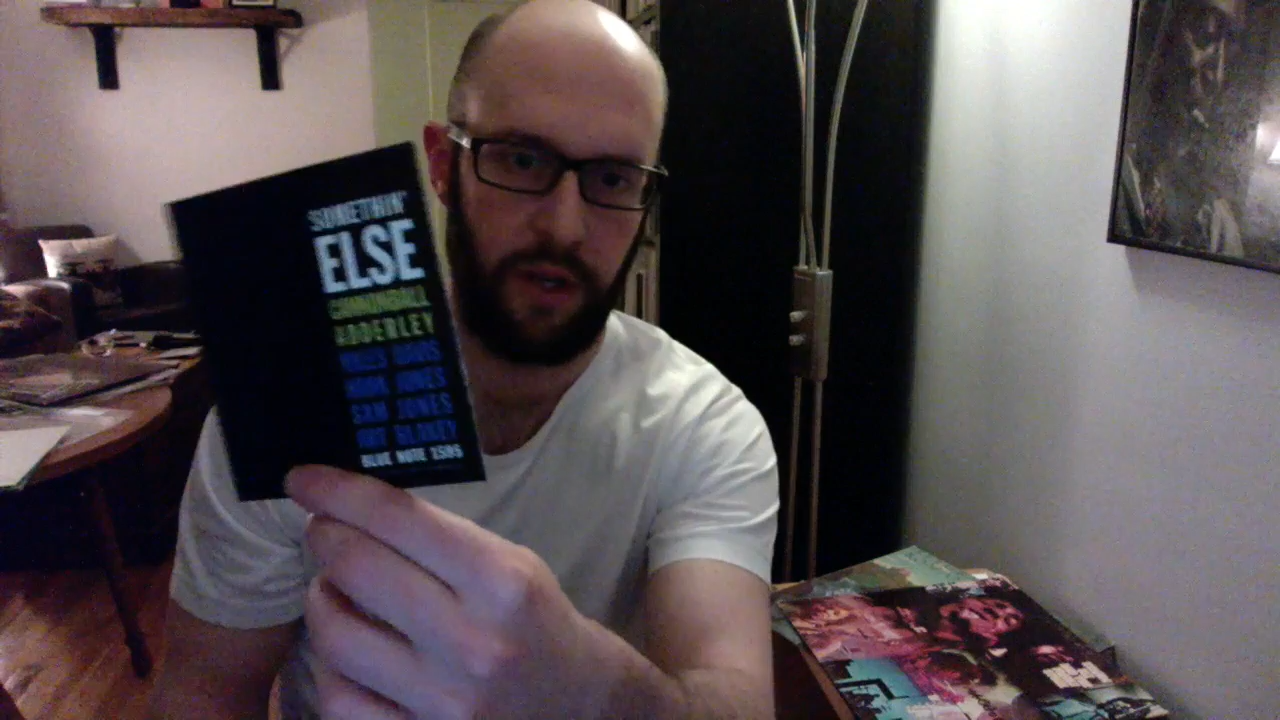 SOMETHIN'
ELSE
CANNONBALL
ADDERLEY
MILES DAVIS
HANK JONES
SAM JONES
ART BLAKEY
BLUE NOTE 1595